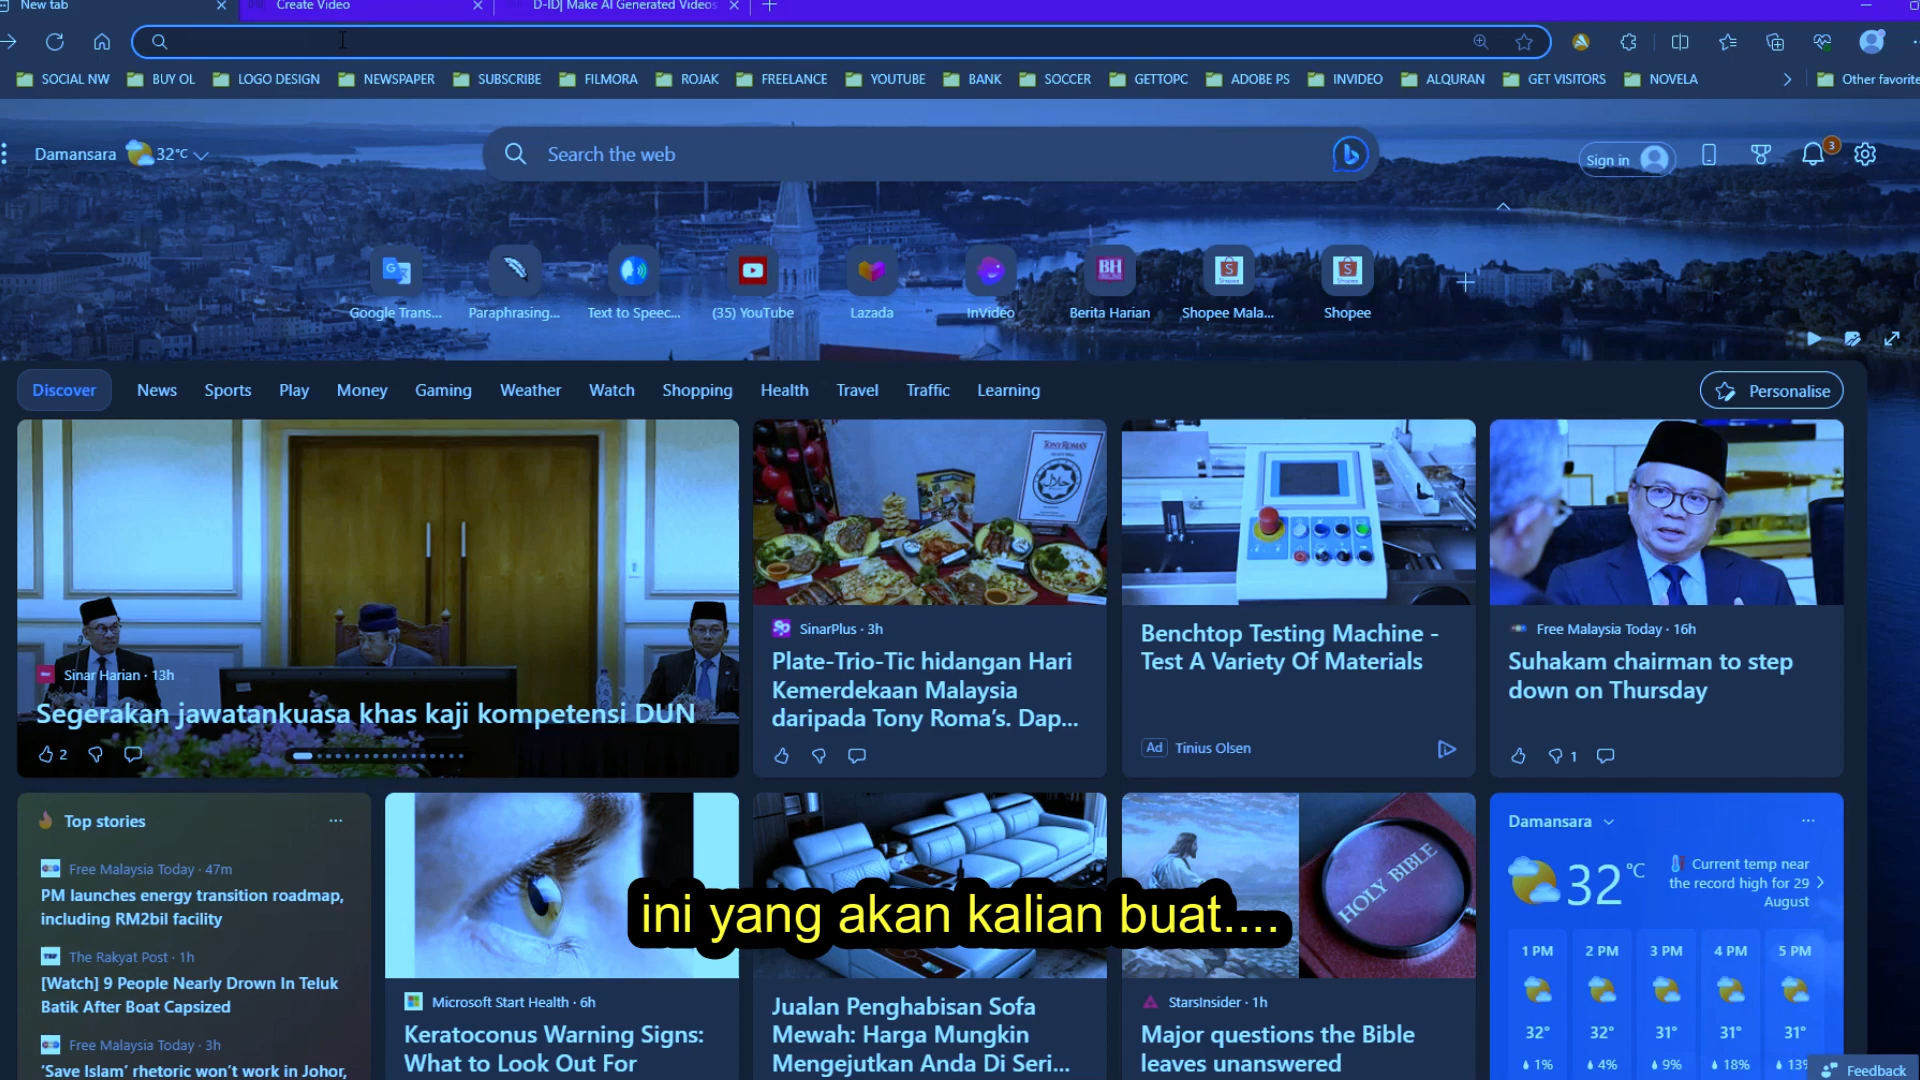 New tab
Create Video
D-ID| Make AI Generated Videos
SOCIAL NW
BUY OL
LOGO DESIGN
NEWSPAPER
SUBSCRIBE
FILMORA
ROJAK
FREELANCE
YOUTUBE
BANK
SOCCER
GETTOPC
ADOBE PS
INVIDEO
ALQURAN
GET VISITORS
NOVELA
Other favorite
Damansara
32°C
Search the web
Sign in
3
Google Trans...
Paraphrasing...
Text to Speec...
(35) YouTube
Lazada
InVideo
BH
Berita Harian
Shopee Mala...
Shopee
Discover
News
Sports
Play
Money
Gaming
Weather
Watch
Shopping
Health
Travel
Traffic
Learning
Personalise
Sinar Harian · 13h
Segerakan jawatankuasa khas kaji kompetensi DUN
2
TONY ROMA'S
SinarPlus · 3h
Plate-Trio-Tic hidangan Hari
Kemerdekaan Malaysia
daripada Tony Roma's. Dap...
Benchtop Testing Machine -
Test A Variety Of Materials
Ad Tinius Olsen
Free Malaysia Today · 16h
Suhakam chairman to step
down on Thursday
1
Top stories
Free Malaysia Today · 47m
PM launches energy transition roadmap,
including RM2bil facility
The Rakyat Post · 1h
[Watch] 9 People Nearly Drown In Teluk
Batik After Boat Capsized
Free Malaysia Today · 3h
'Save Islam' rhetoric won't work in Johor,
Microsoft Start Health · 6h
Keratoconus Warning Signs:
What to Look Out For
Jualan Penghabisan Sofa
Mewah: Harga Mungkin
Mengejutkan Anda Di Seri...
HOLY BIBLE
StarsInsider · 1h
Major questions the Bible
leaves unanswered
ini yang akan kalian buat....
Damansara
32 °C
Current temp near
the record high for 29
August
1 PM
2 PM
3 PM
4 PM
5 PM
32°
32°
31°
31°
31°
1%
4%
9%
18%
13%
Feedback